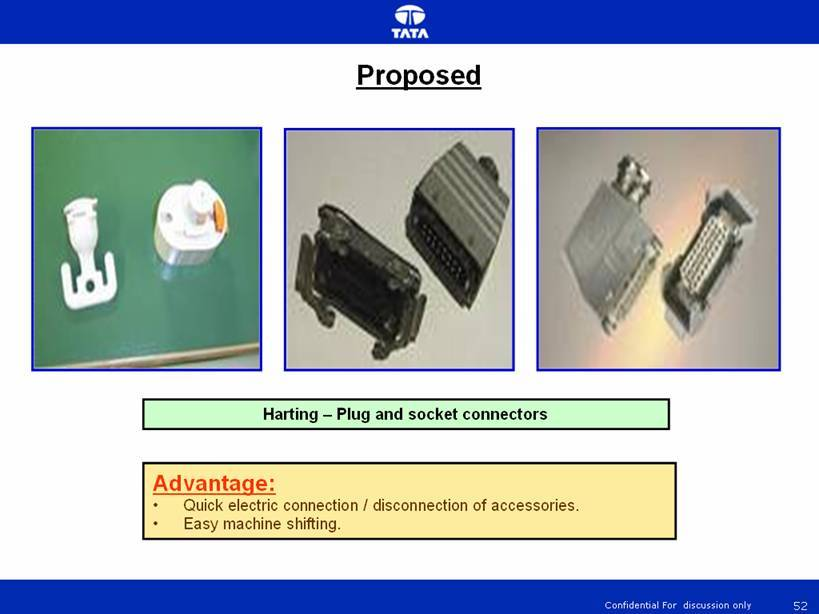 TATA
Proposed
Harting – Plug and socket connectors
Advantage:
• Quick electric connection / disconnection of accessories.
• Easy machine shifting.
Confidential For discussion only 52